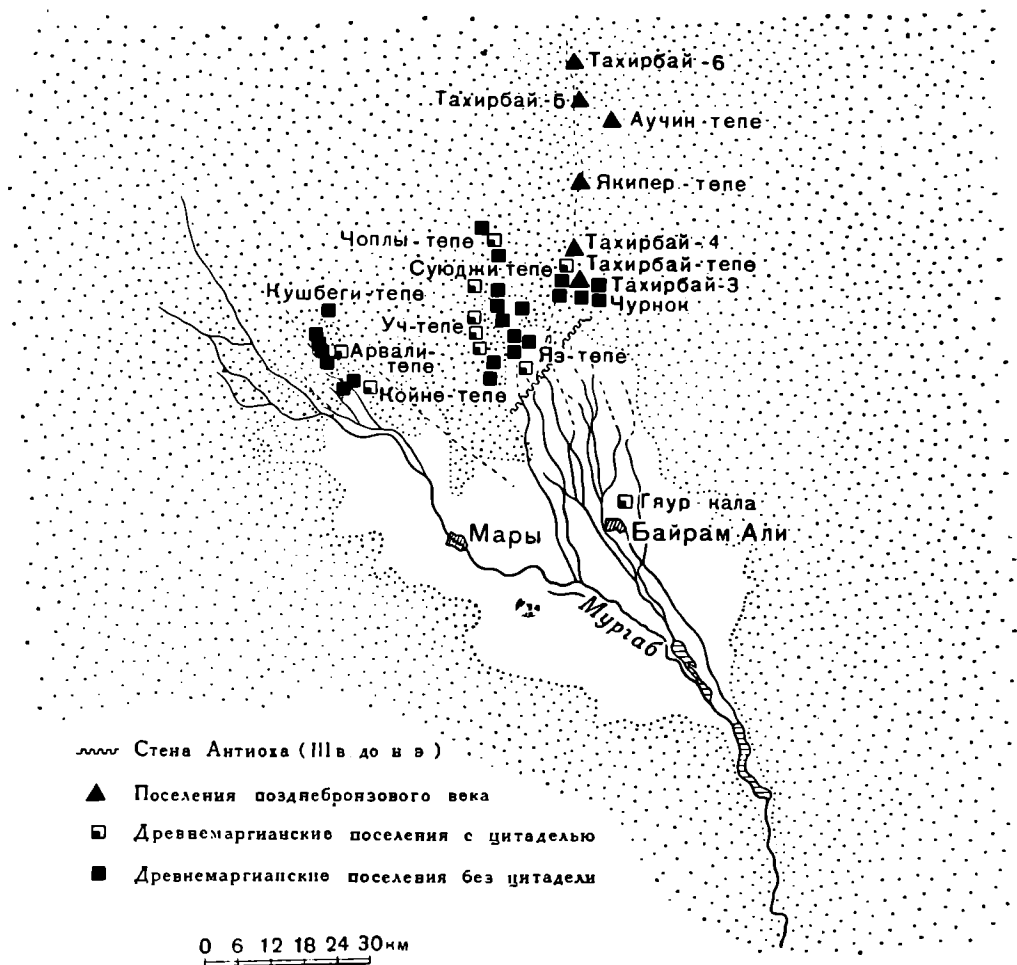 Тахирбай-6
Тахирбай-5
Аучин тепе
Якипер-тепе
Чоплы-тепе
Тахирбай-4
Суюджи тепе
Тахирбай-тепе
Тахирбай-3
Кушбеги-тепе
Чурнок
Уч-тепе
Арвали-
тепе
Яз-тепе
Койне-тепе
Гяур кала
Байрам Али
Мары
Мургаб
Стена Антиоха (III в до н э)
Поселения позднебронзового века
Древнемаргианские поселения с цитаделью
Древнемаргианские поселения без цитадели
0 6 12 18 24 30 км